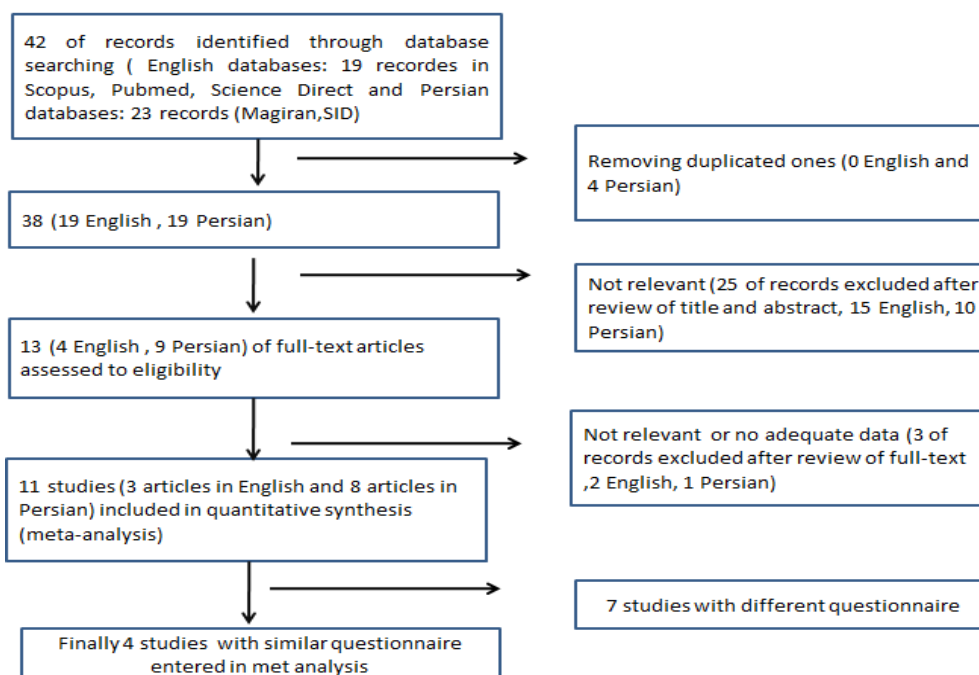 42 of records identified through database
searching ( English databases: 19 recordes in
Scopus, Pubmed, Science Direct and Persian
databases: 23 records (Magiran,SID)
Removing duplicated ones (0 English and
4 Persian)
38 (19 English , 19 Persian)
Not relevant (25 of records excluded after
review of title and abstract, 15 English, 10
Persian)
13 (4 English , 9 Persian) of full-text articles
assessed to eligibility
Not relevant or no adequate data (3 of
records excluded after review of full-text
,2 English, 1 Persian)
11 studies (3 articles in English and 8 articles in
Persian) included in quantitative synthesis
(meta-analysis)
7 studies with different questionnaire
Finally 4 studies with similar questionnaire
entered in met analysis